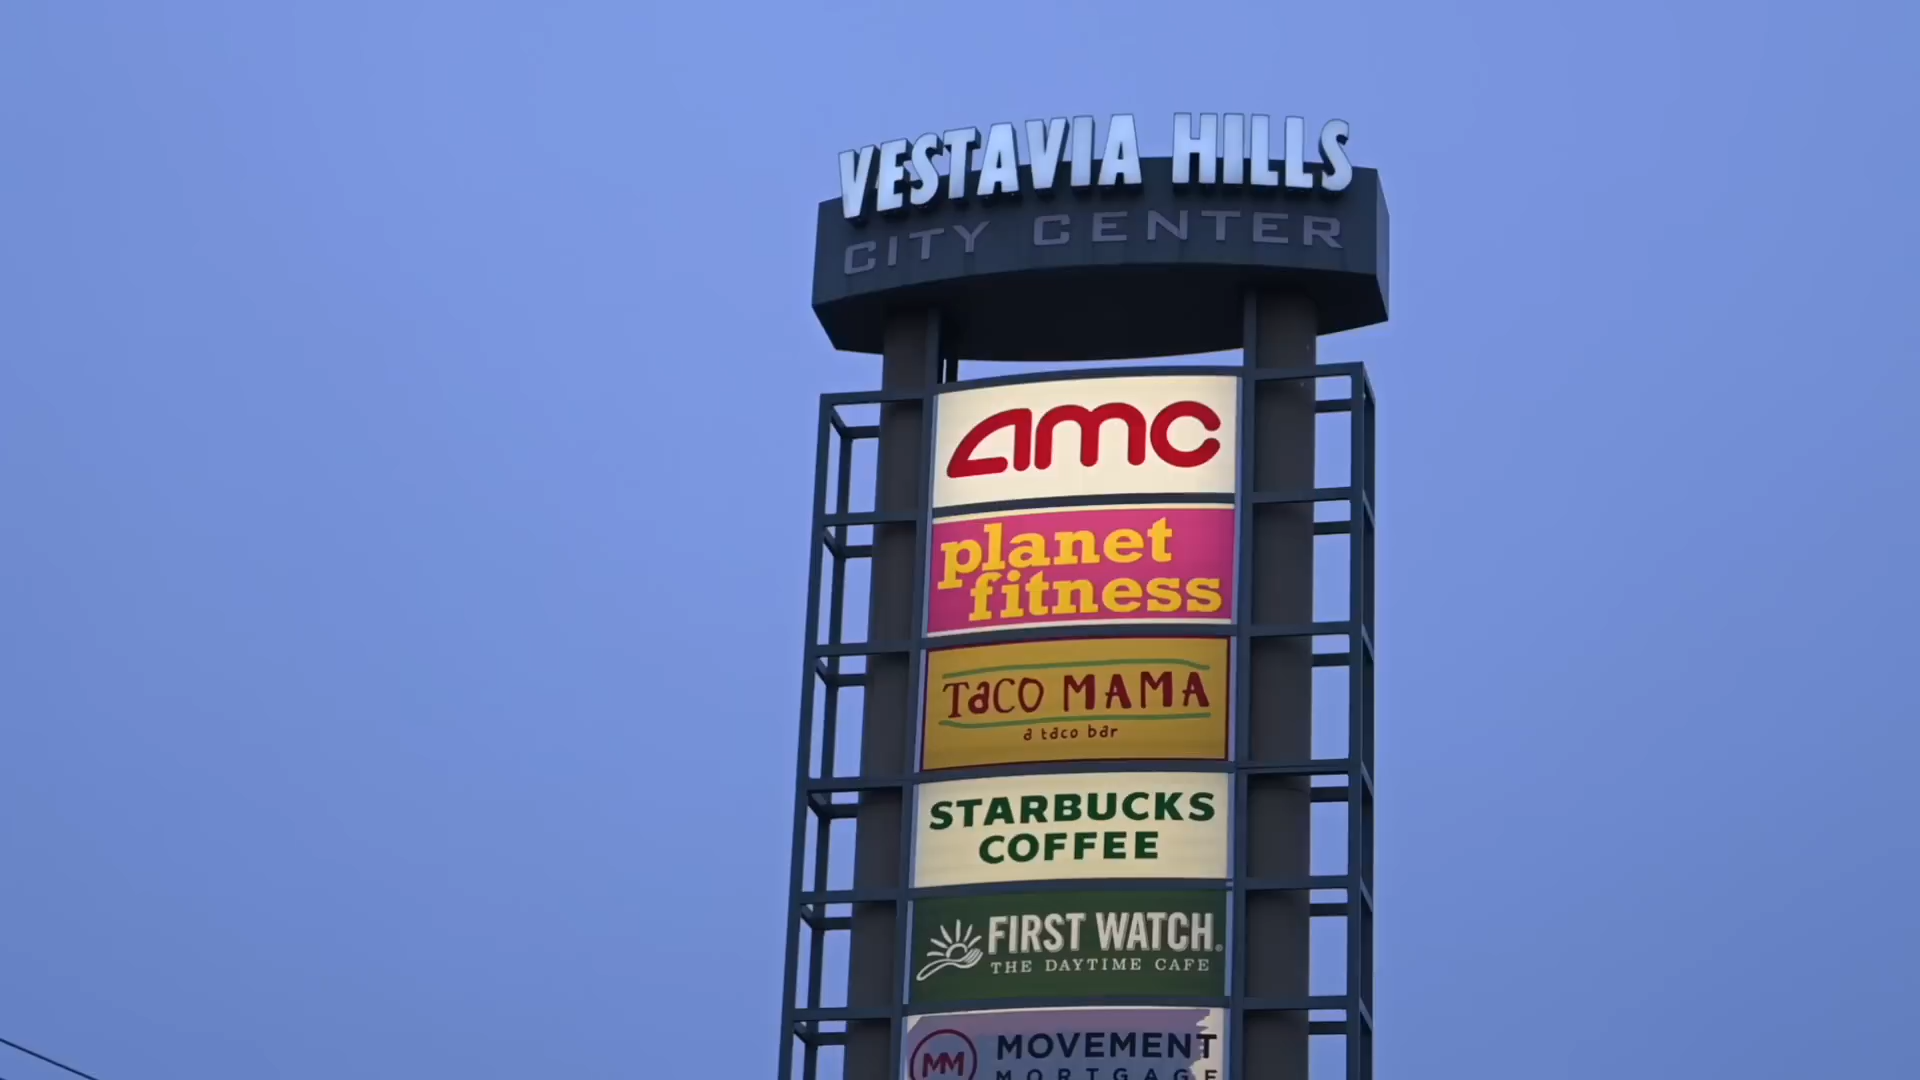 VESTAVIA HILLS
CITY CENTER
amc
planet
fitness
TaCO MAMA
a taco bar
STARBUCKS
COFFEE
FIRST WATCH.
THE DAYTIME CAFE
MM MOVEMENT
MORTGAGE